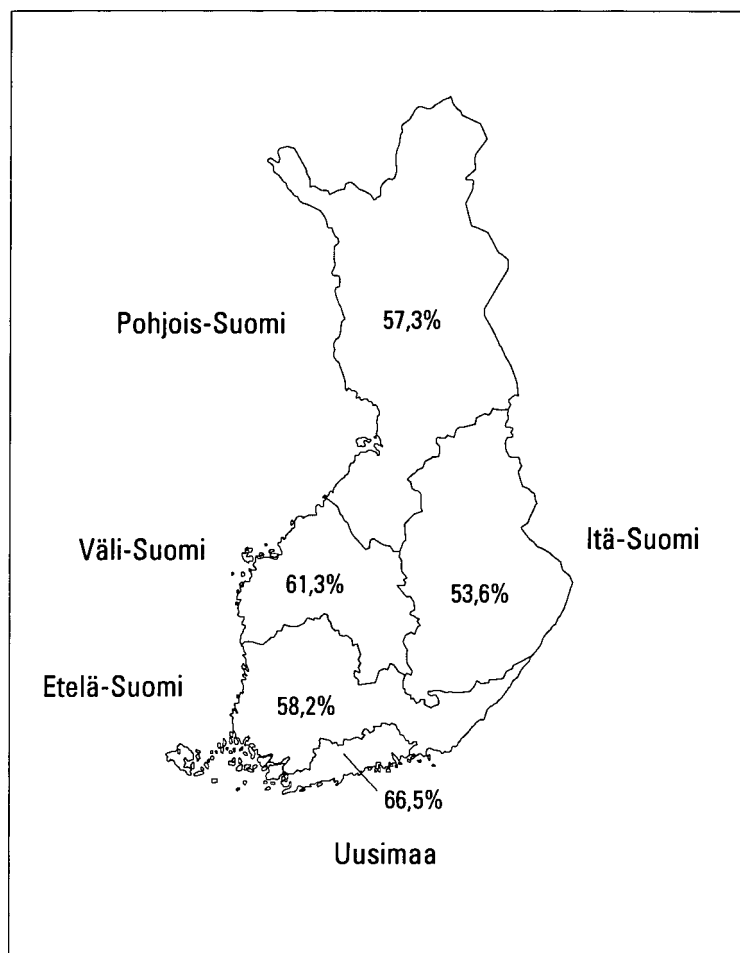 Pohjois-Suomi
57,3%
Väli-Suomi
Itä-Suomi
61,3%
53,6%
Etelä-Suomi
58,2%
66,5%
Uusimaa